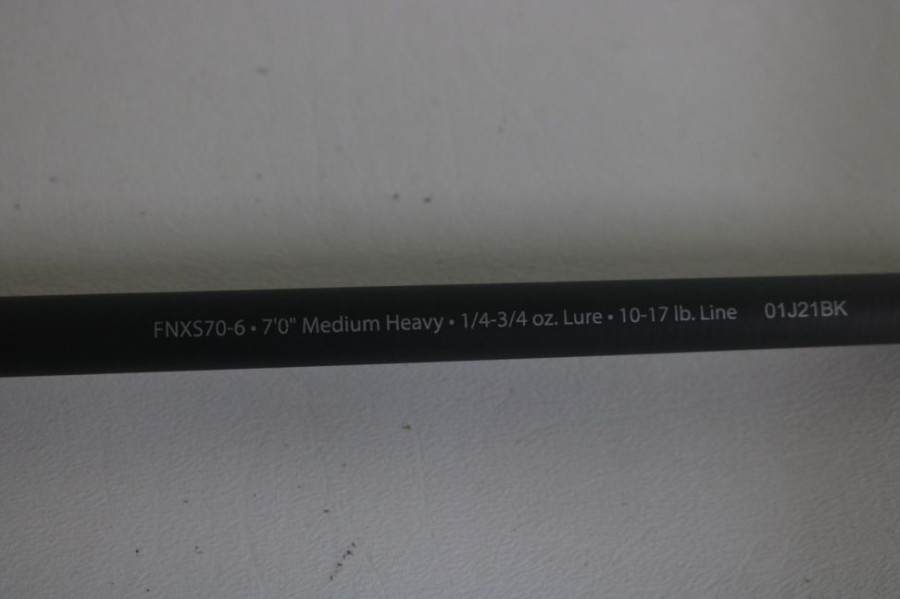 FNXS70-6 • 7'0" Medium Heavy • 1/4-3/4 oz. Lure • 10-17 lb. Line 01J21BK